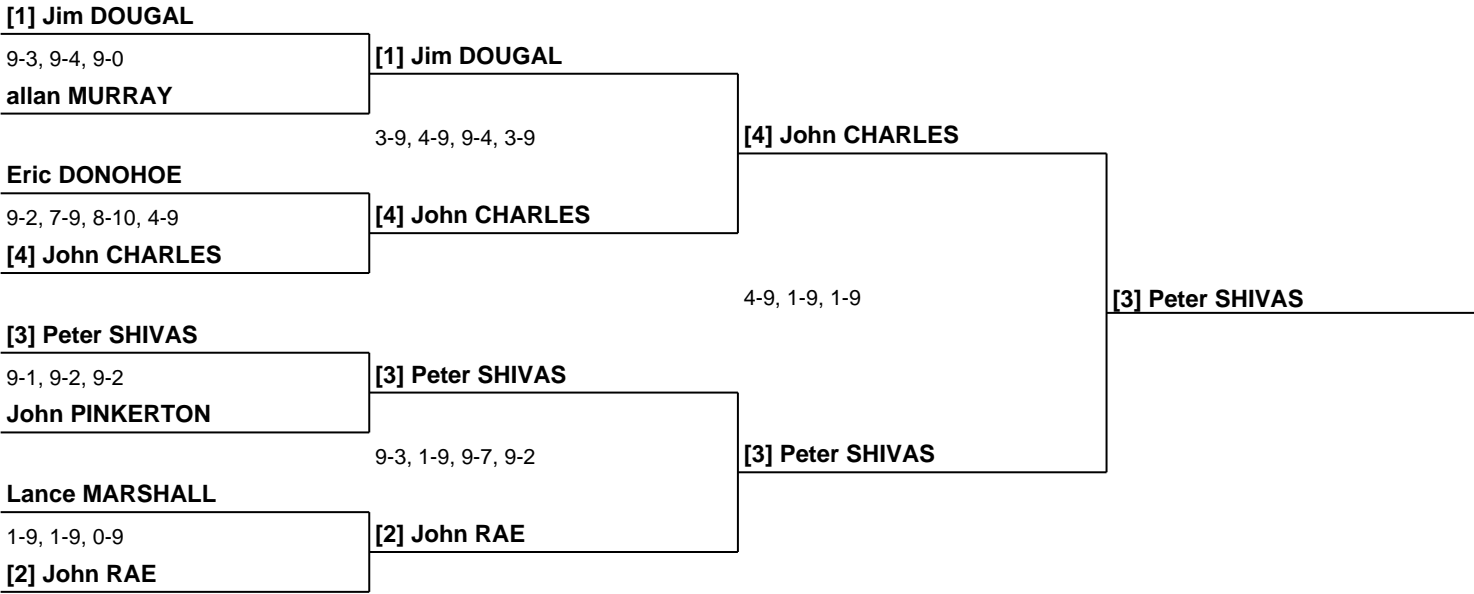 [1] Jim DOUGAL
9-3, 9-4, 9-0
allan MURRAY
Eric DONOHOE
9-2, 7-9, 8-10, 4-9
[4] John CHARLES
[3] Peter SHIVAS
9-1, 9-2, 9-2
John PINKERTON
Lance MARSHALL
1-9, 1-9, 0-9
[2] John RAE
[1] Jim DOUGAL
3-9, 4-9, 9-4, 3-9
[4] John CHARLES
[3] Peter SHIVAS
9-3, 1-9, 9-7, 9-2
[2] John RAE
[4] John CHARLES
4-9, 1-9, 1-9
[3] Peter SHIVAS
[3] Peter SHIVAS